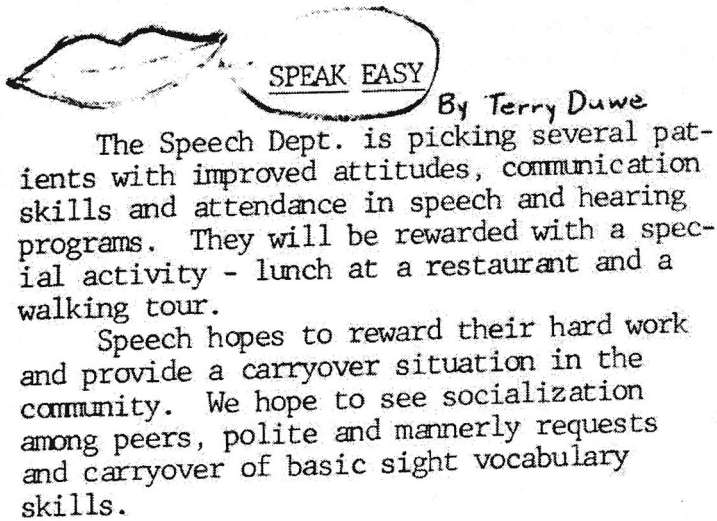 SPEAK EASY
By Terry Duwe
The Speech Dept. is picking several pat-
ients with improved attitudes, communication
skills and attendance in speech and hearing
programs. They will be rewarded with a spec-
ial activity - lunch at a restaurant and a
walking tour.
Speech hopes to reward their hard work
and provide a carryover situation in the
community. We hope to see socialization
among peers, polite and mannerly requests
and carryover of basic sight vocabulary
skills.